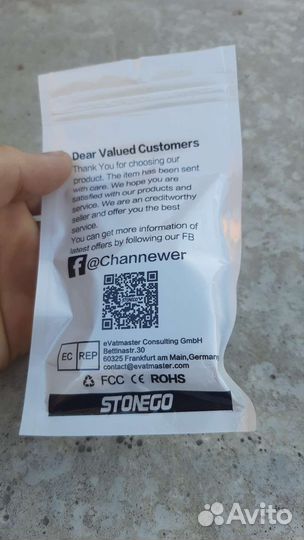 Dear Valued Customers
Thank You for choosing our
product. The item has been sent
with care. We hope you are
satisfied with our products and
service. We are an creditworthy
seller and offer you the best
service.
You can get more information of
latest offers by following our FB
f @Channewer
EC REP
eVatmaster Consulting GmbH
Bettinastr.30
60325 Frankfurt am Main,Germany
contact@evatmaster.com
FCC CE ROHS
STONEGO
Avito